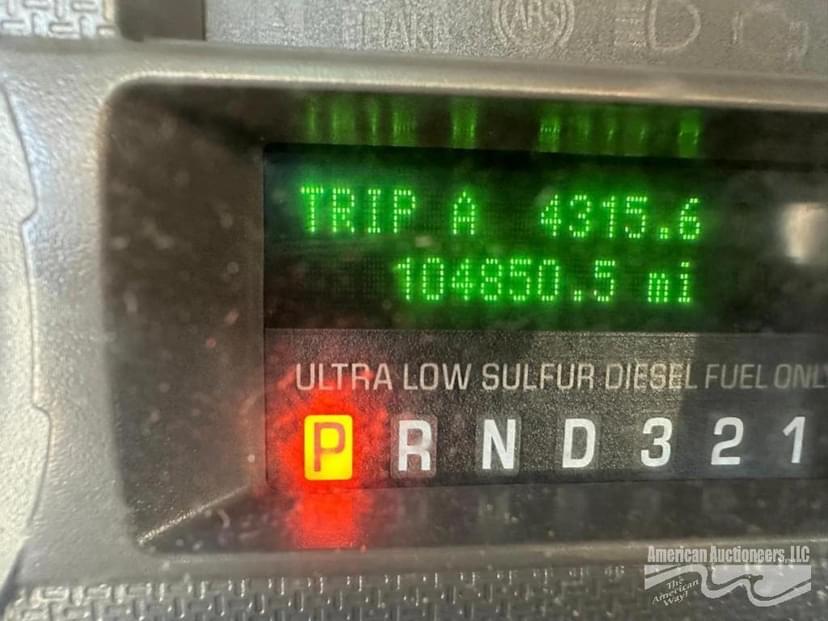 BRAKE
ABS
TRIP A 4315.6
104850.5 mi
ULTRA LOW SULFUR DIESEL FUEL ONLY
P R N D 3 2 1
American Auctioneers, LLC
The
American
Way!